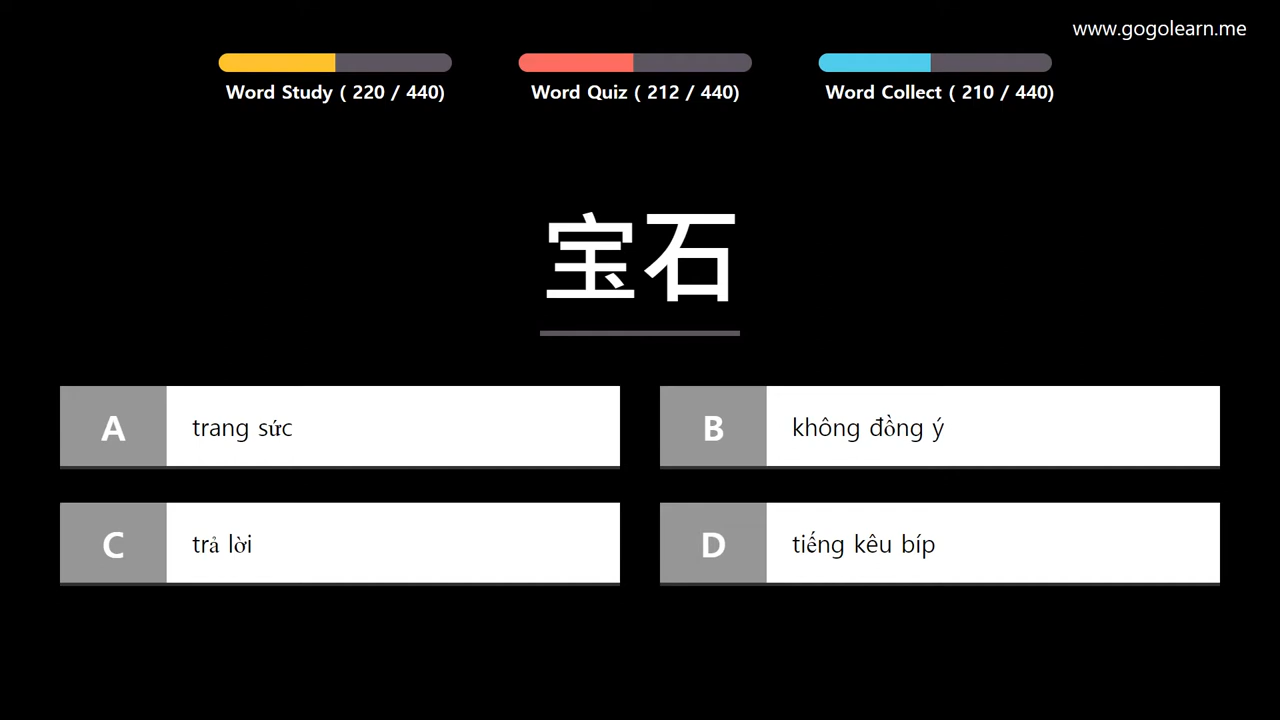 www.gogolearn.me
Word Study ( 220 / 440)
Word Quiz ( 212 / 440)
Word Collect ( 210 / 440)
宝石
A trang sức
B không đồng ý
C trả lời
D tiếng kêu bíp